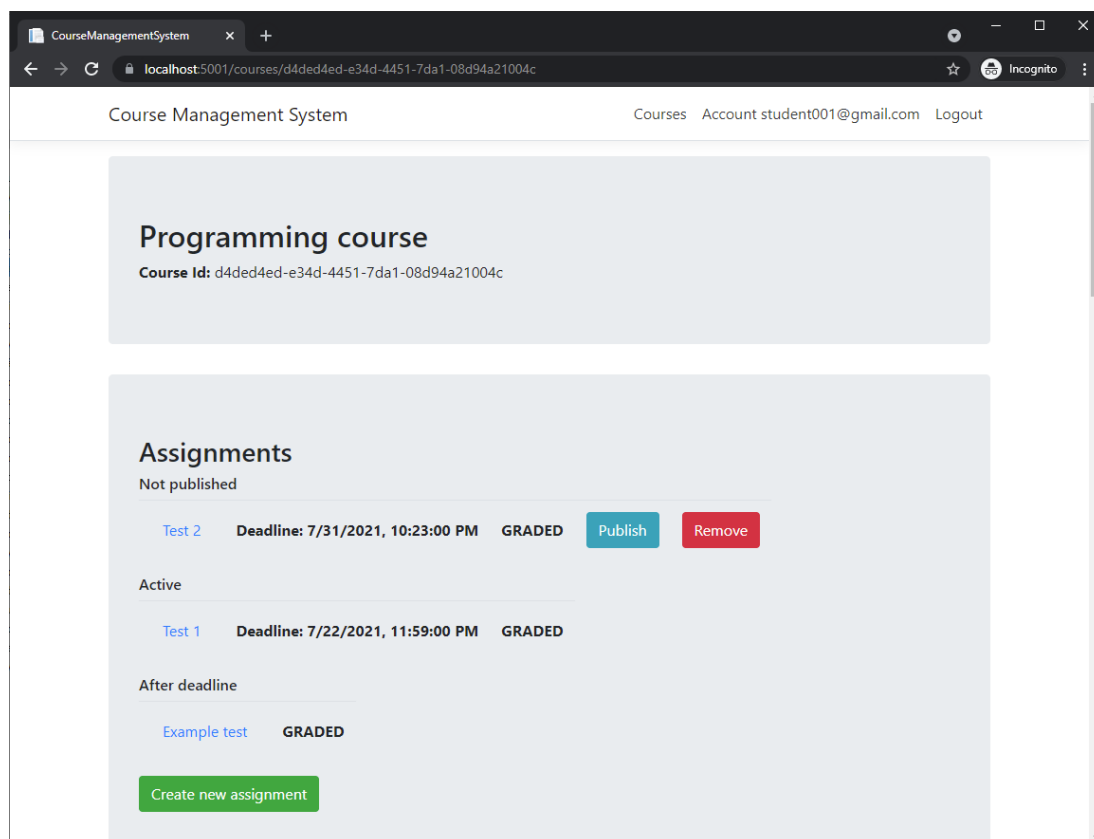 CourseManagementSystem
localhost:5001/courses/d4ded4ed-e34d-4451-7da1-08d94a21004c
Incognito
Course Management System
Courses Account student001@gmail.com Logout
Programming course
Course Id: d4ded4ed-e34d-4451-7da1-08d94a21004c
Assignments
Not published
Test 2 Deadline: 7/31/2021, 10:23:00 PM GRADED Publish Remove
Active
Test 1 Deadline: 7/22/2021, 11:59:00 PM GRADED
After deadline
Example test GRADED
Create new assignment